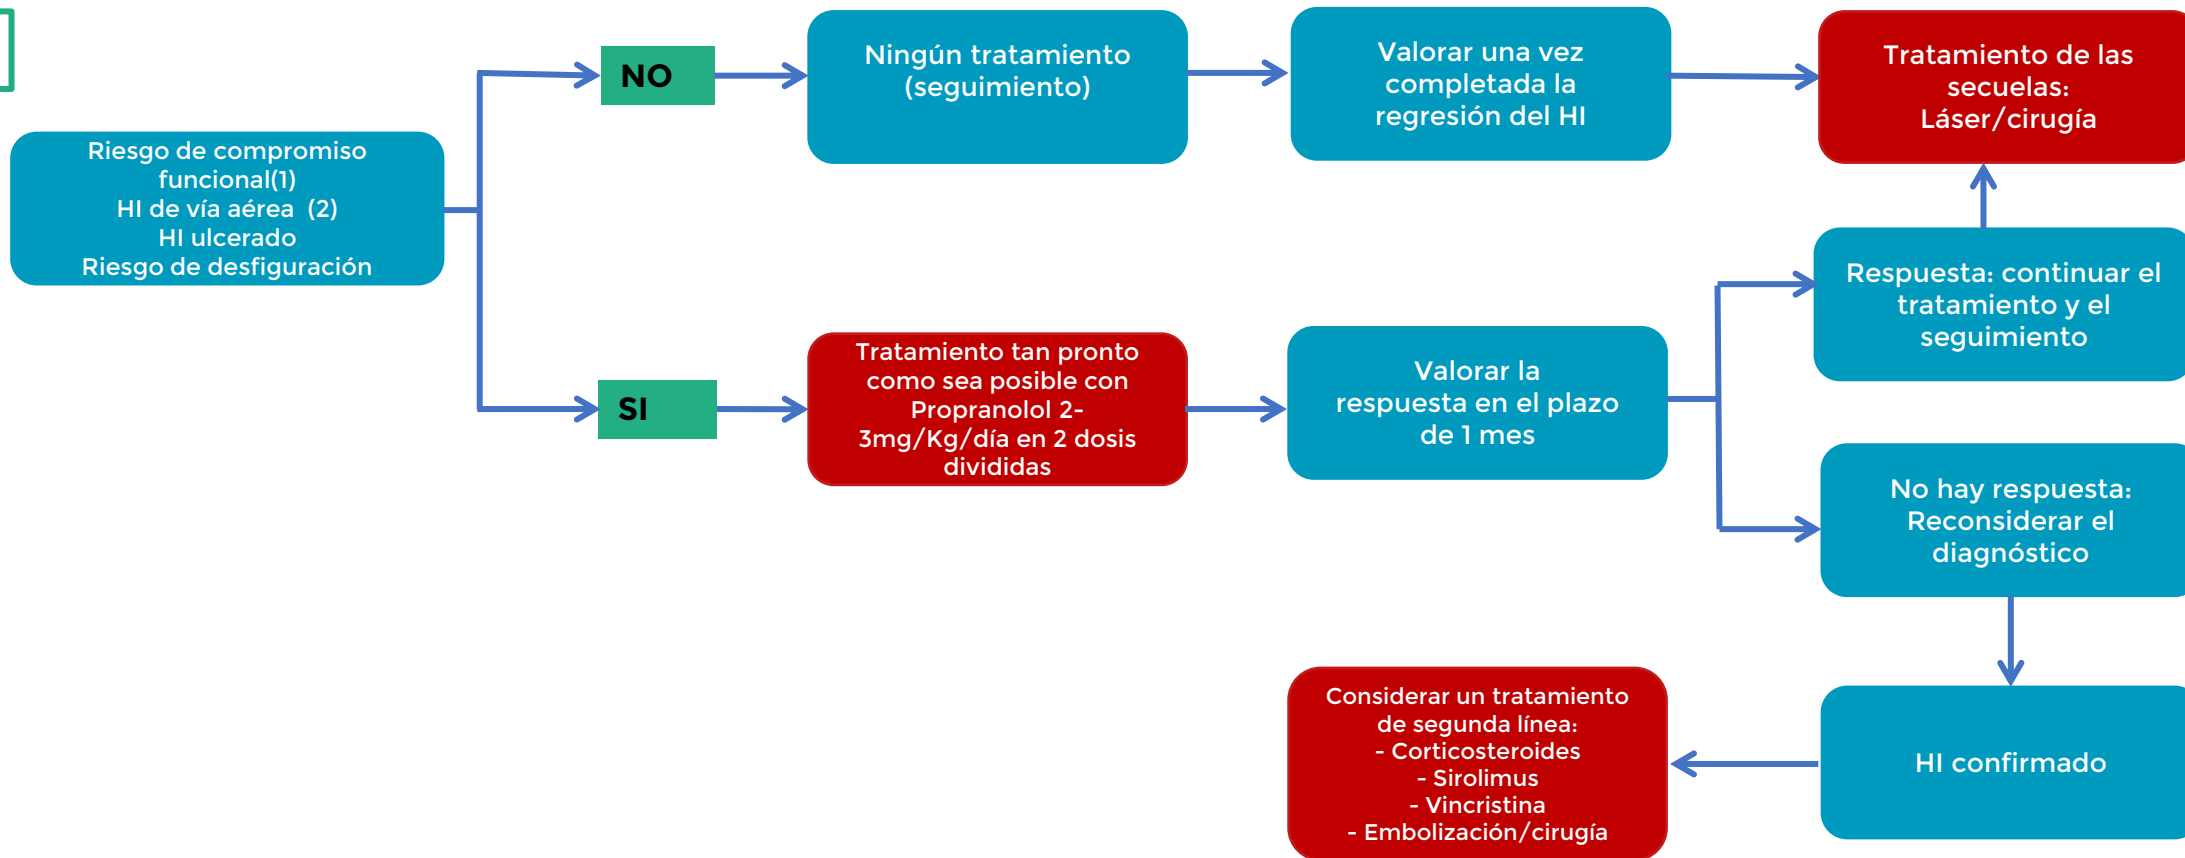 Riesgo de compromiso
funcional(1)
HI de vía aérea  (2)
HI ulcerado
Riesgo de desfiguración
NO
Ningún tratamiento
(seguimiento)
Valorar una vez
completada la
regresión del HI
Tratamiento de las
secuelas:
Láser/cirugía
SI
Tratamiento tan pronto
como sea posible con
Propranolol 2-
3mg/Kg/día en 2 dosis
divididas
Valorar la
respuesta en el plazo
de 1 mes
Respuesta: continuar el
tratamiento y el
seguimiento
No hay respuesta:
Reconsiderar el
diagnóstico
HI confirmado
Considerar un tratamiento
de segunda línea:
- Corticosteroides
- Sirolimus
- Vincristina
- Embolización/cirugía